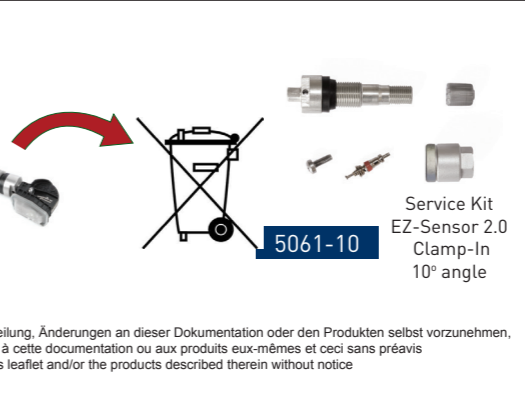 5061-10
Service Kit
EZ-Sensor 2.0
Clamp-In
10º angle
Änderungen an dieser Dokumentation oder den Produkten selbst vorzunehmen,
à cette documentation ou aux produits eux-mêmes et ceci sans préavis
leaflet and/or the products described therein without notice